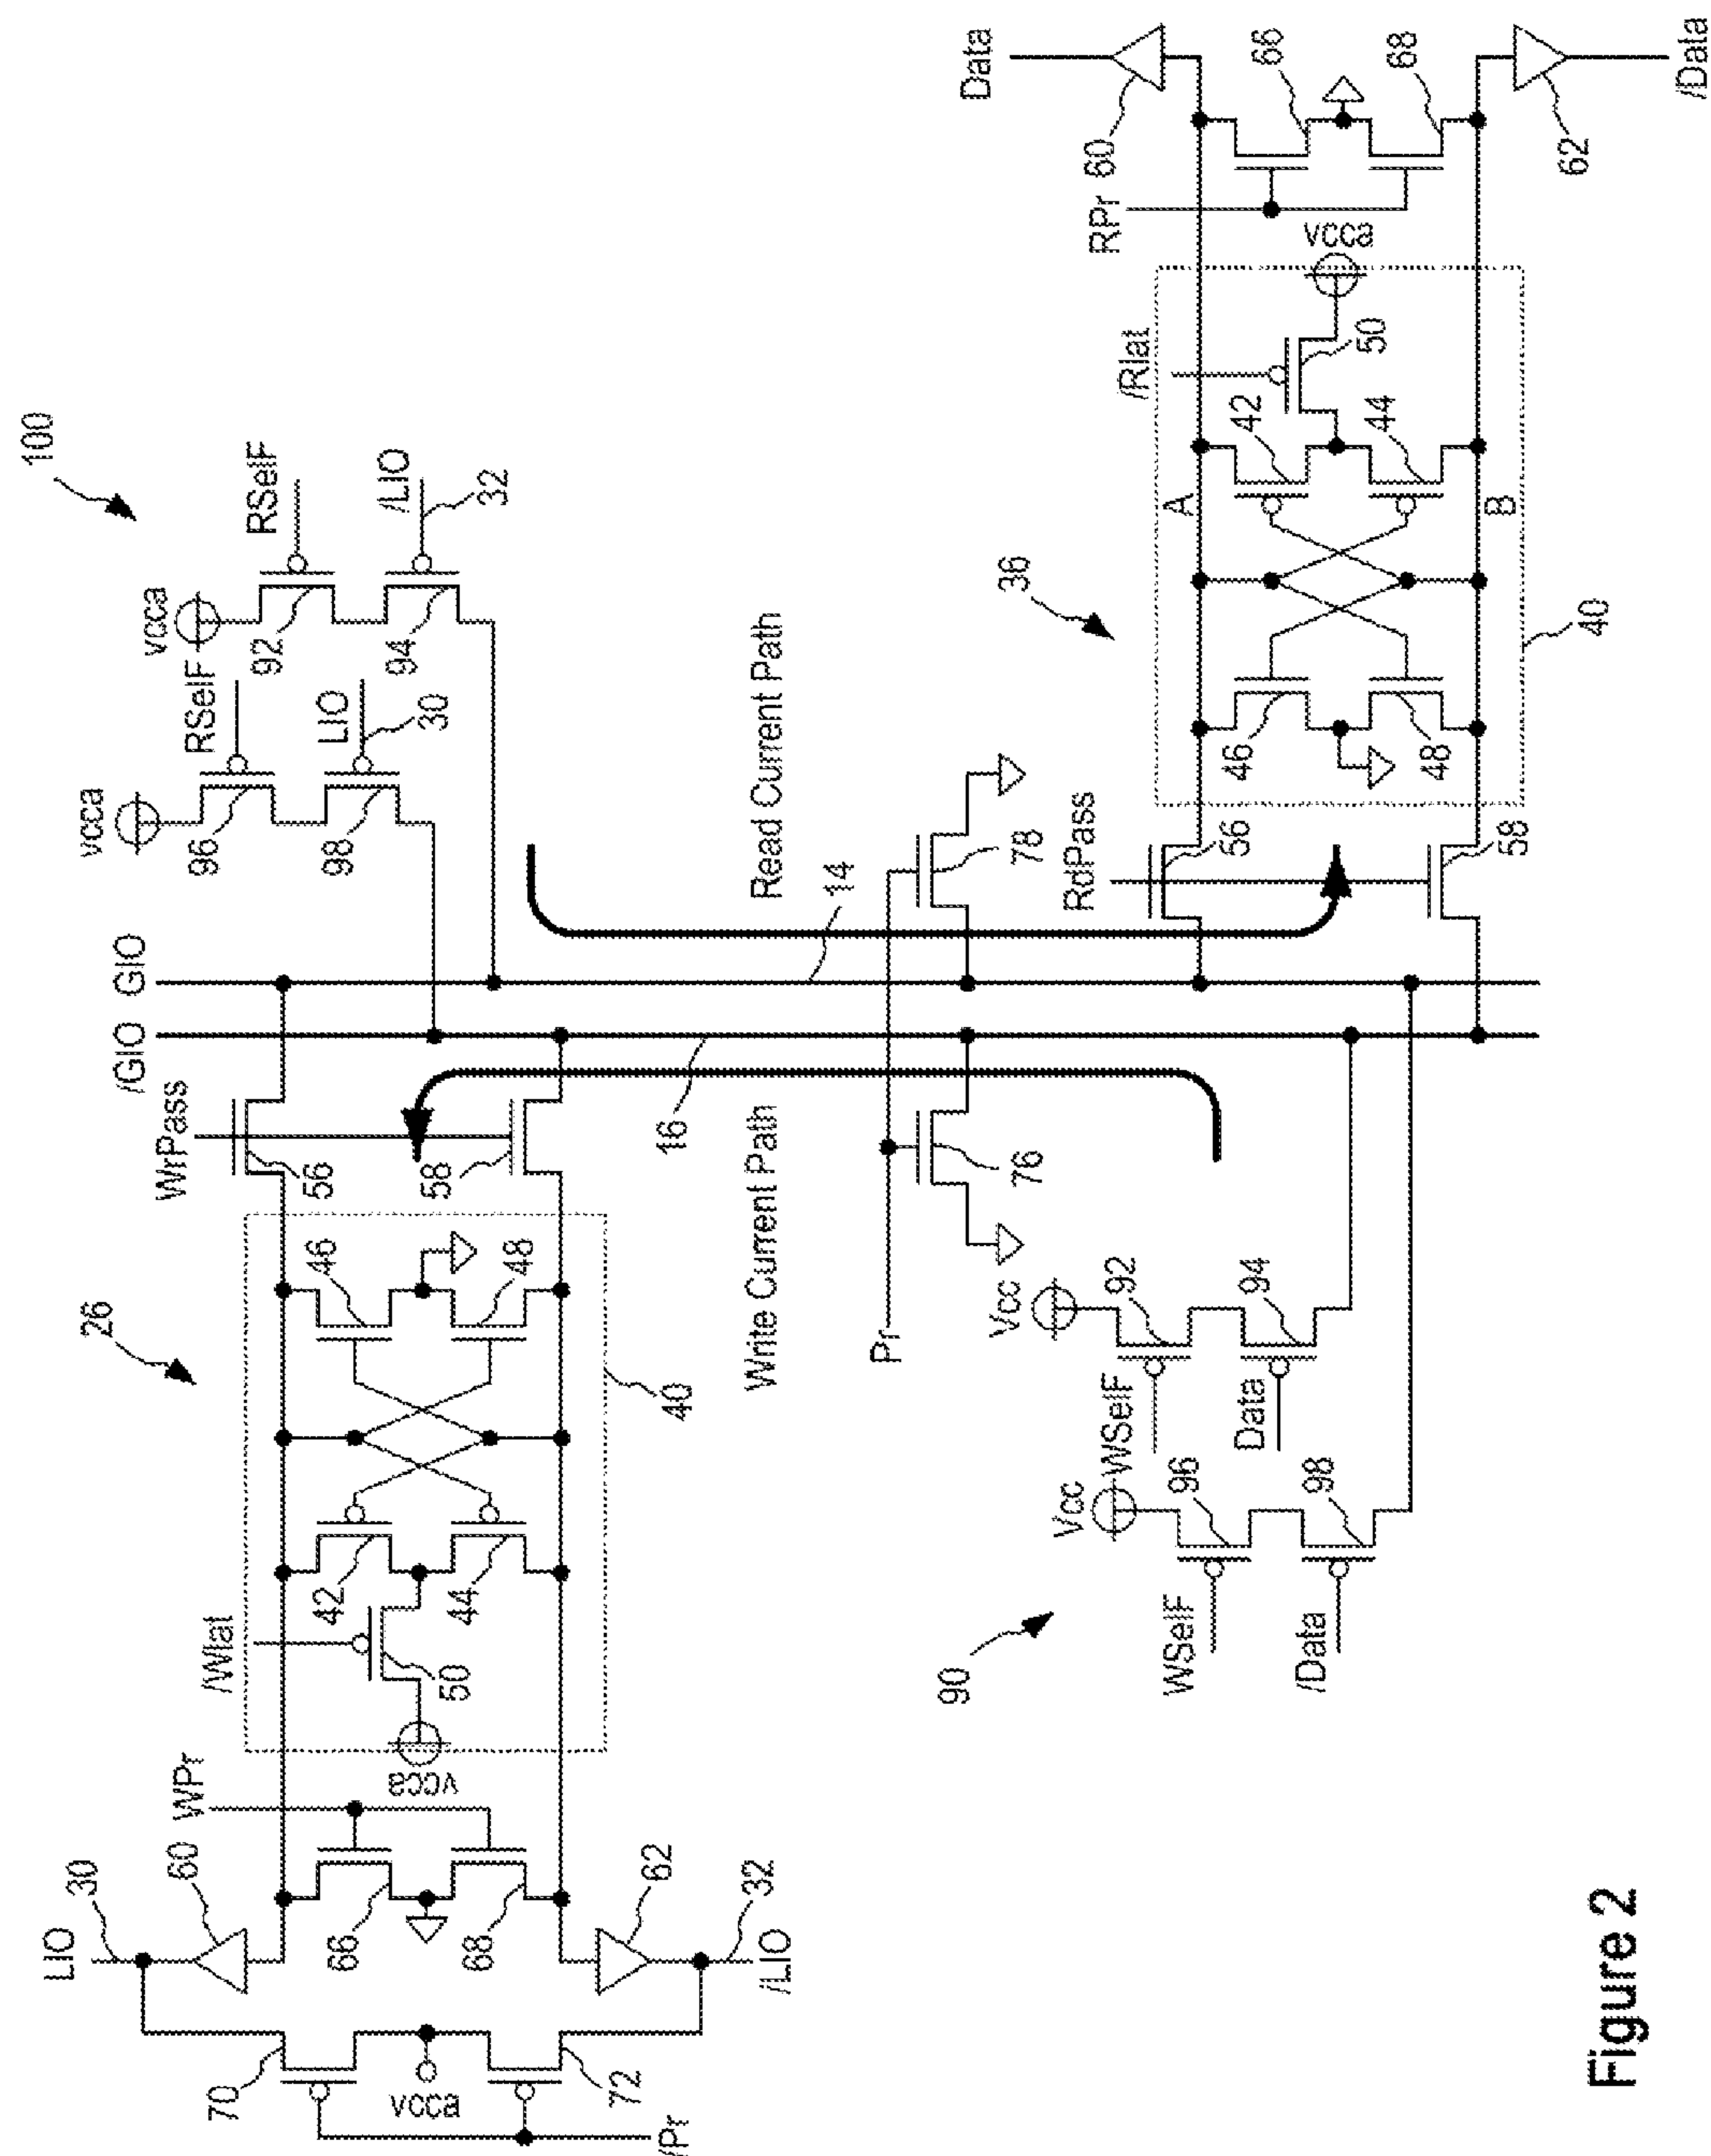 100
RSelF
/LIO
32
vcca
92
94
RSelF
LIO
30
vcca
96
98
Read Current Path
/GIO GIO
14
16
Write Current Path
WrPass
56
58
26
46
48
40
/Wlat
42
44
50
vcca
WPr
66
68
LIO
30
60
62
32
/LIO
70
72
vcca
/Pr
Pr
76
78
90
Vcc
92
94
WSelF
Data
Vcc
96
98
WSelF
/Data
RdPass
56
58
36
40
46
48
A
B
42
44
50
/Rlat
vcca
RPr
60
62
66
68
Data
/Data
Figure 2